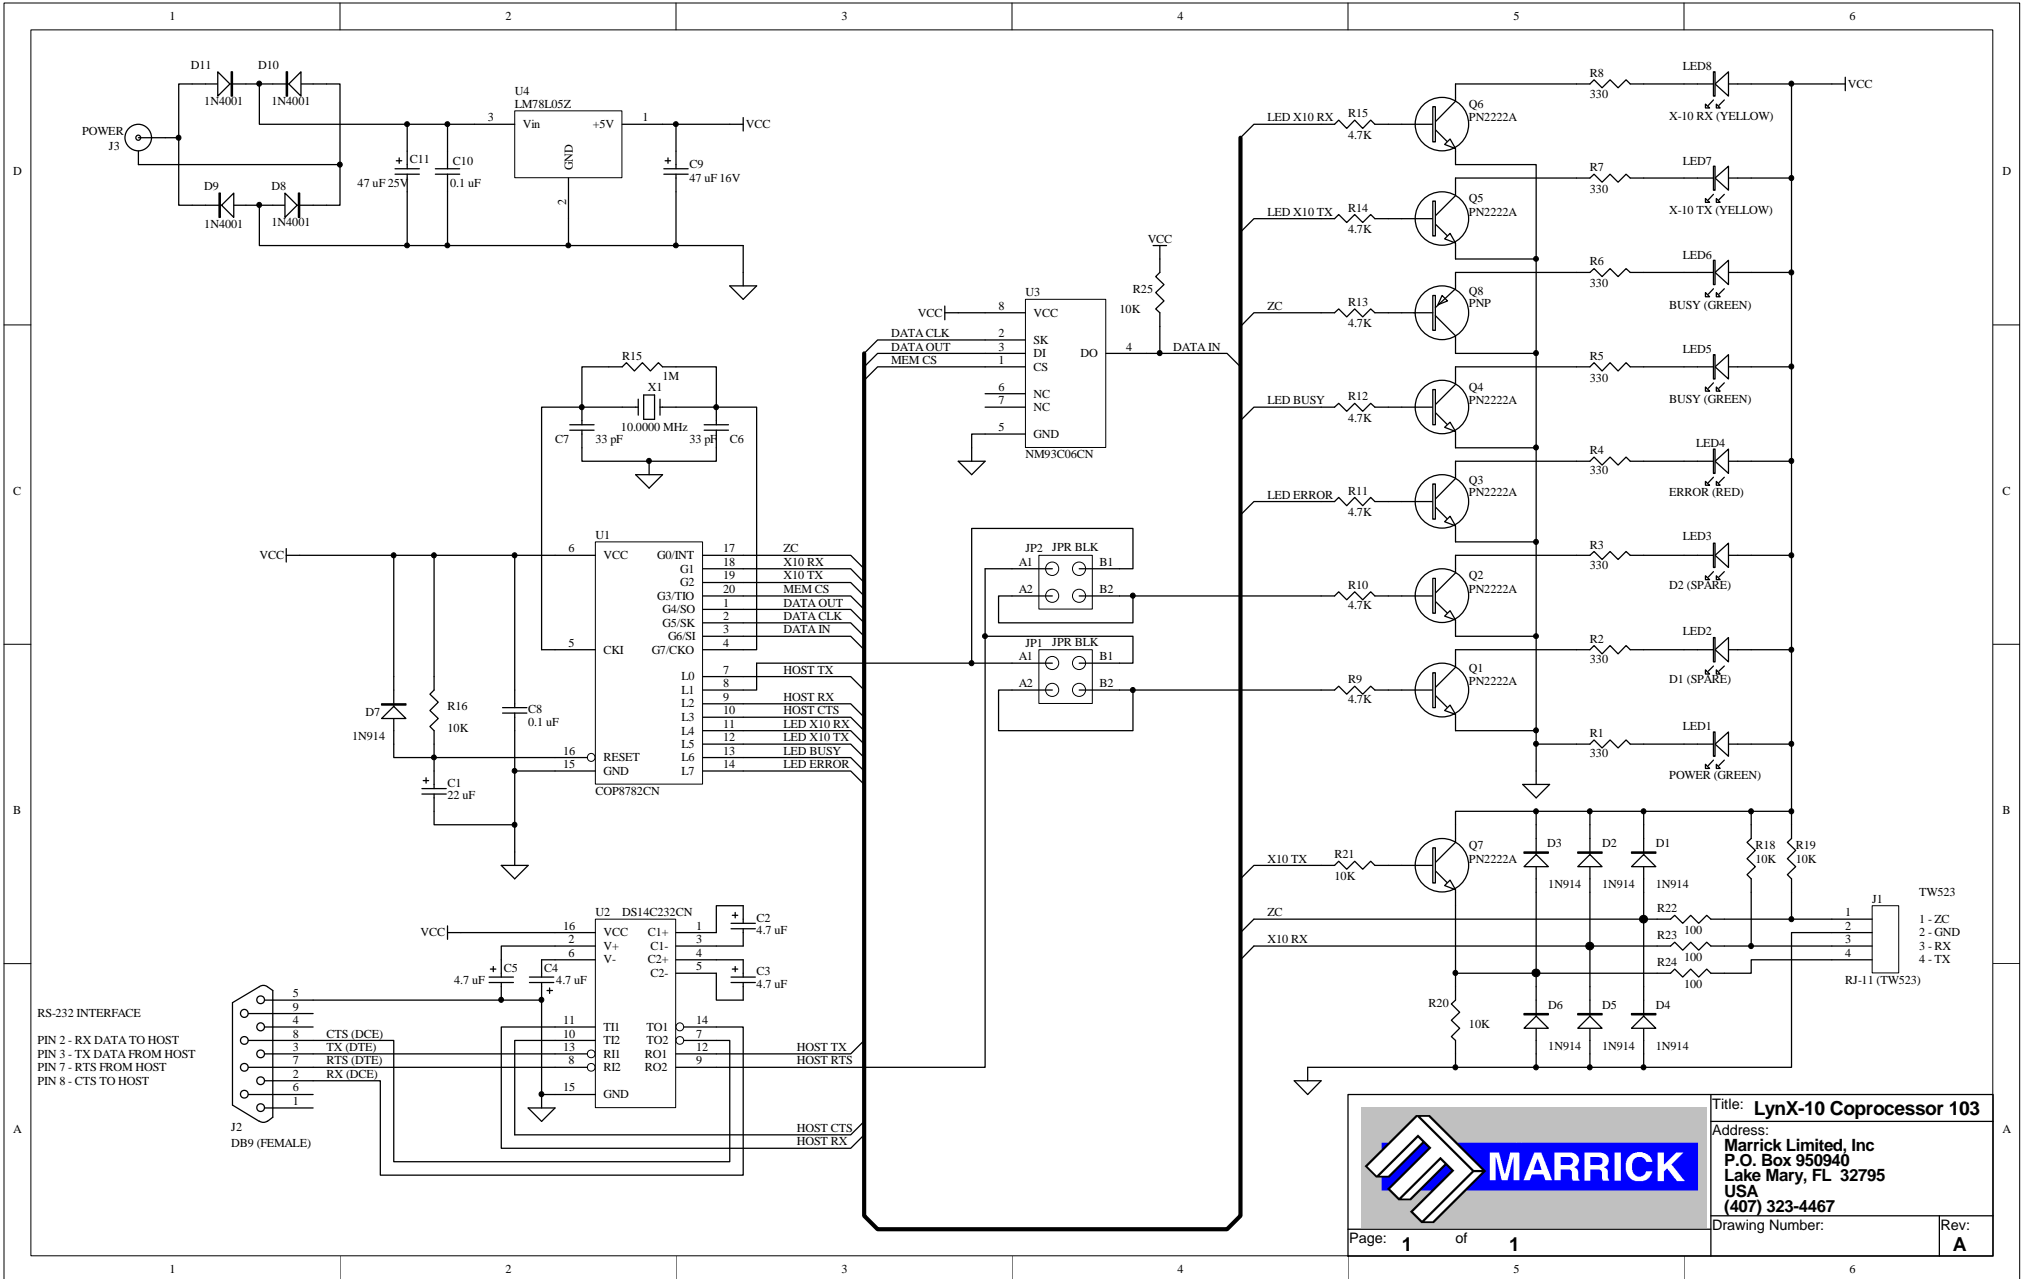 1 2 3 4 5 6
D
D11
1N4001
D10
1N4001
POWER
J3
D9
1N4001
D8
1N4001
C11
+
47 uF 25V
C10
0.1 uF
U4
LM78L05Z
3 Vin +5V 1
GND
2
VCC
+
C9
47 uF 16V
R15
1M
X1
10.0000 MHz
C7
33 pF
33 pF
C6
C
VCC
U1
6 VCC G0/INT 17 ZC
G1 18 X10 RX
G2 19 X10 TX
G3/TIO 20 MEM CS
G4/SO 1 DATA OUT
G5/SK 2 DATA CLK
G6/SI 3 DATA IN
5 CKI G7/CKO 4
L0 7 HOST TX
L1 8
L2 9 HOST RX
L3 10 HOST CTS
L4 11 LED X10 RX
L5 12 LED X10 TX
16 RESET L6 13 LED BUSY
15 GND L7 14 LED ERROR
COP8782CN
D7
1N914
R16
10K
C8
0.1 uF
+
C1
22 uF
B
VCC
U2 DS14C232CN
16 VCC C1+ 1
2 V+ C1- 3
6 V- C2+ 4
C2- 5
11 TI1 TO1 14
10 TI2 TO2 7
13 RI1 RO1 12 HOST TX
8 RI2 RO2 9 HOST RTS
15 GND
HOST CTS
HOST RX
+
C2
4.7 uF
+
C3
4.7 uF
+
C5
4.7 uF
C4
4.7 uF
+
RS-232 INTERFACE
PIN 2 - RX DATA TO HOST
PIN 3 - TX DATA FROM HOST
PIN 7 - RTS FROM HOST
PIN 8 - CTS TO HOST
5
9
4
8 CTS (DCE)
3 TX (DTE)
7 RTS (DTE)
2 RX (DCE)
6
1
J2
DB9 (FEMALE)
A
U3
VCC 8 VCC
DATA CLK 2 SK
DATA OUT 3 DI DO 4 DATA IN
MEM CS 1 CS
6 NC
7 NC
5 GND
NM93C06CN
VCC
R25
10K
JP2 JPR BLK
A1 B1
A2 B2
JP1 JPR BLK
A1 B1
A2 B2
LED X10 RX R15
4.7K
Q6
PN2222A
R8
330
LED8
X-10 RX (YELLOW)
VCC
LED X10 TX R14
4.7K
Q5
PN2222A
R7
330
LED7
X-10 TX (YELLOW)
ZC R13
4.7K
Q8
PNP
R6
330
LED6
BUSY (GREEN)
LED BUSY R12
4.7K
Q4
PN2222A
R5
330
LED5
BUSY (GREEN)
LED ERROR R11
4.7K
Q3
PN2222A
R4
330
LED4
ERROR (RED)
R10
4.7K
Q2
PN2222A
R3
330
LED3
D2 (SPARE)
R9
4.7K
Q1
PN2222A
R2
330
LED2
D1 (SPARE)
R1
330
LED1
POWER (GREEN)
X10 TX R21
10K
Q7
PN2222A
D3
1N914
D2
1N914
D1
1N914
R18
10K
R19
10K
ZC
X10 RX
R22
100
R23
100
R24
100
R20
10K
D6
1N914
D5
1N914
D4
1N914
J1
1
2
3
4
RJ-11 (TW523)
TW523
1 - ZC
2 - GND
3 - RX
4 - TX
D
C
B
A
MARRICK
Title: LynX-10 Coprocessor 103
Address:
Marrick Limited, Inc
P.O. Box 950940
Lake Mary, FL 32795
USA
(407) 323-4467
Drawing Number:
Rev:
A
Page: 1 of 1
1 2 3 4 5 6